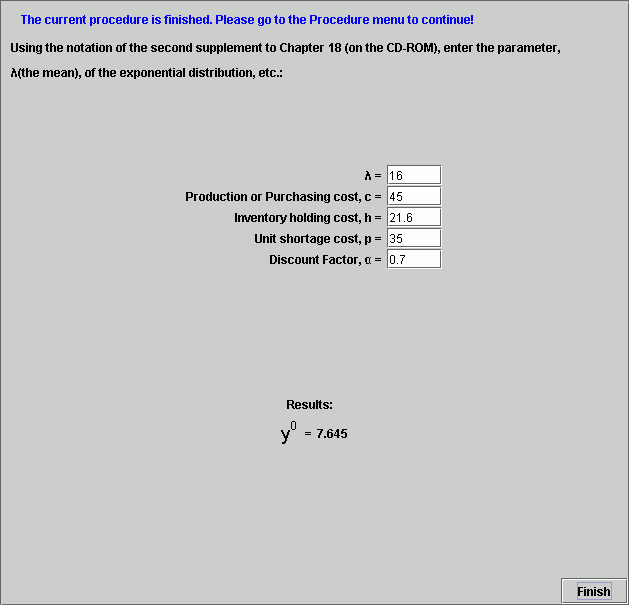 The current procedure is finished. Please go to the Procedure menu to continue!
Using the notation of the second supplement to Chapter 18 (on the CD-ROM), enter the parameter,
λ(the mean), of the exponential distribution, etc.:
λ = 16
Production or Purchasing cost, c = 45
Inventory holding cost, h = 21.6
Unit shortage cost, p = 35
Discount Factor, α = 0.7
Results:
y⁰ = 7.645
Finish